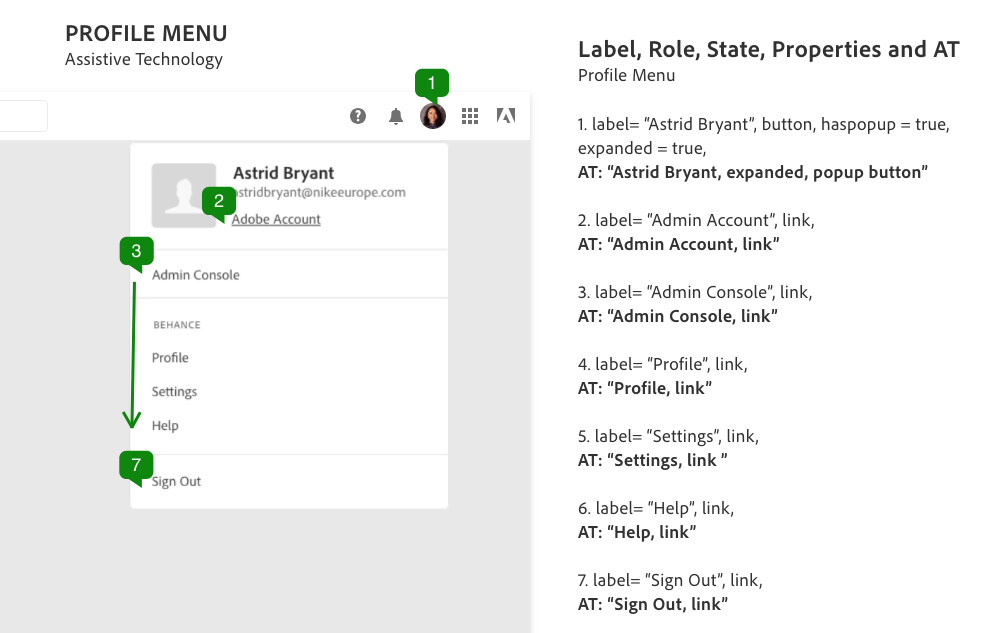 PROFILE MENU
Assistive Technology
1
Astrid Bryant
astridbryant@nikeeurope.com
2
Adobe Account
3
Admin Console
BEHANCE
Profile
Settings
Help
7
Sign Out
Label, Role, State, Properties and AT
Profile Menu
1. label= “Astrid Bryant”, button, haspopup = true,
expanded = true,
AT: “Astrid Bryant, expanded, popup button”
2. label= “Admin Account”, link,
AT: “Admin Account, link”
3. label= “Admin Console”, link,
AT: “Admin Console, link”
4. label= “Profile”, link,
AT: “Profile, link”
5. label= “Settings”, link,
AT: “Settings, link ”
6. label= “Help”, link,
AT: “Help, link”
7. label= “Sign Out”, link,
AT: “Sign Out, link”